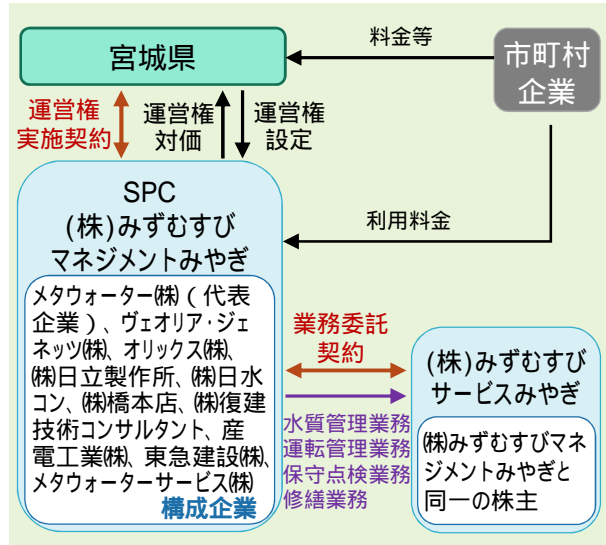 宮城県
料金等
市町村
企業
運営権
実施契約
運営権
対価
運営権
設定
SPC
(株)みずむすび
マネジメントみやぎ
利用料金
メタウォーター㈱(代表
企業)、ヴェオリア・ジェ
ネッツ㈱、オリックス㈱、
㈱日立製作所、㈱日水
コン、㈱橋本店、㈱復建
技術コンサルタント、産
電工業㈱、東急建設㈱、
メタウォーターサービス㈱
構成企業
業務委託
契約
水質管理業務
運転管理業務
保守点検業務
修繕業務
(株)みずむすび
サービスみやぎ
㈱みずむすびマネ
ジメントみやぎと
同一の株主